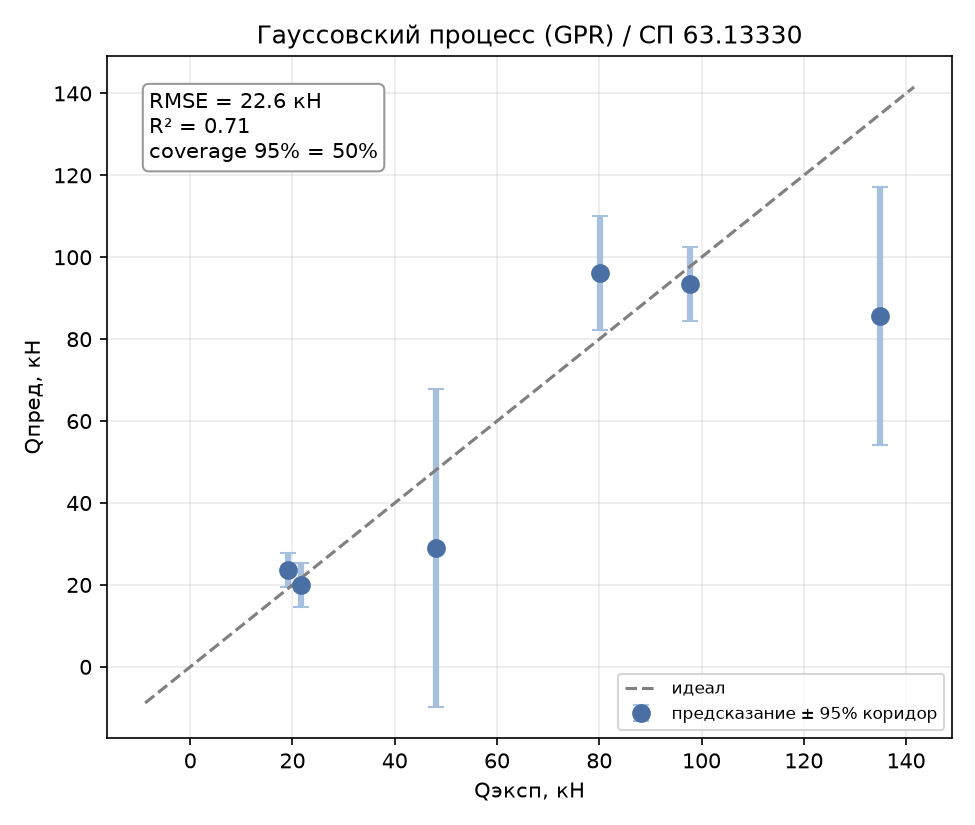 Гауссовский процесс (GPR) / СП 63.13330
RMSE = 22.6 кН
R² = 0.71
coverage 95% = 50%
Qпред, кН
140
120
100
80
60
40
20
0
идеал
предсказание ± 95% коридор
0 20 40 60 80 100 120 140
Qэксп, кН